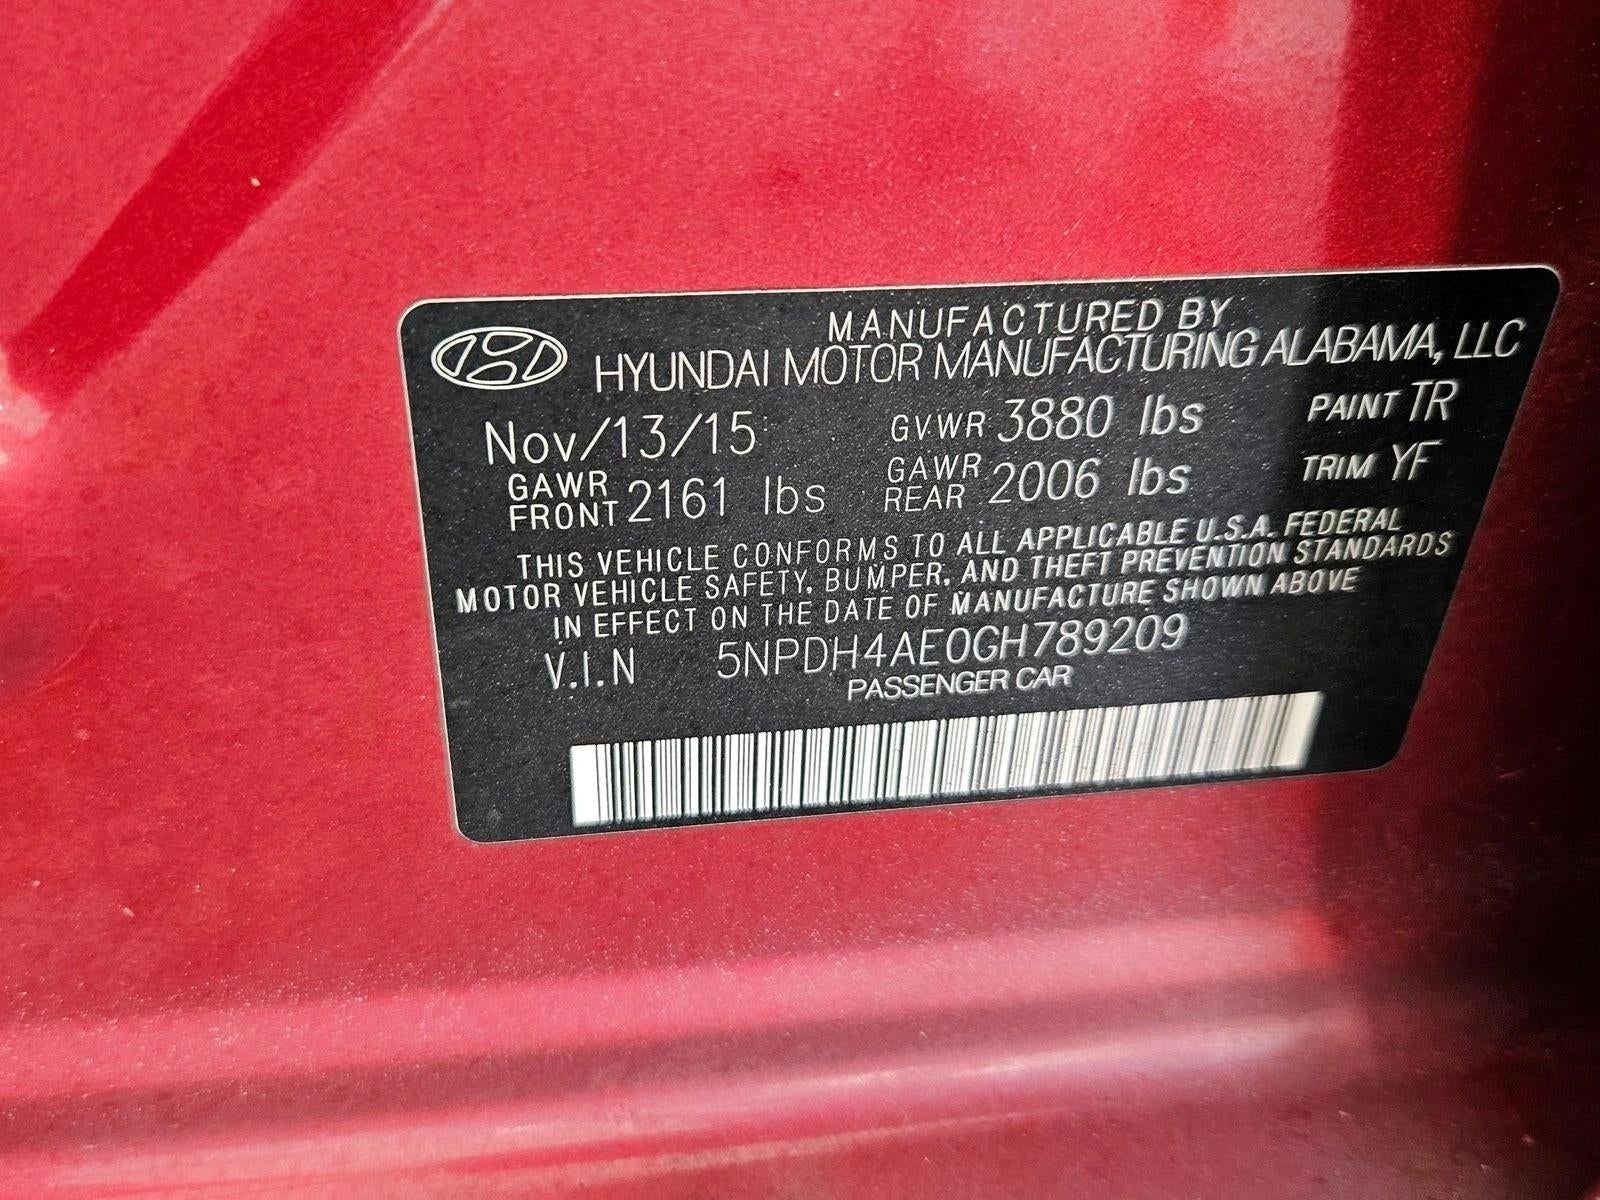 MANUFACTURED BY
HYUNDAI MOTOR MANUFACTURING ALABAMA, LLC
Nov/13/15 GVWR 3880 lbs PAINT TR
GAWR FRONT 2161 lbs GAWR REAR 2006 lbs TRIM YF
THIS VEHICLE CONFORMS TO ALL APPLICABLE U.S.A. FEDERAL
MOTOR VEHICLE SAFETY, BUMPER, AND THEFT PREVENTION STANDARDS
IN EFFECT ON THE DATE OF MANUFACTURE SHOWN ABOVE
V.I.N 5NPDH4AE0GH789209
PASSENGER CAR